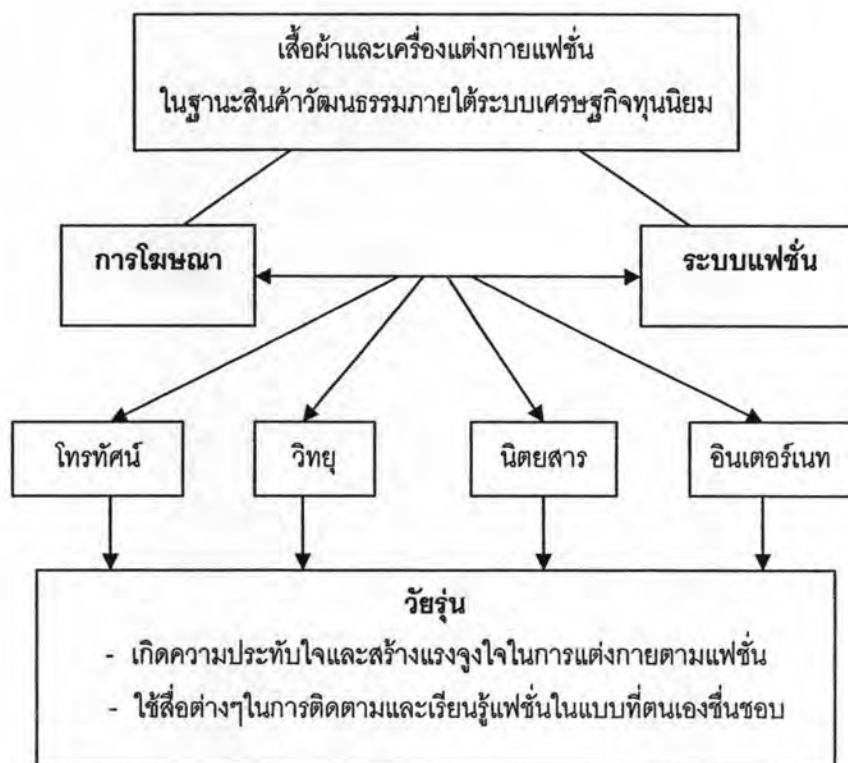 เสื้อผ้าและเครื่องแต่งกายแฟชั่น
ในฐานะสินค้าวัฒนธรรมภายใต้ระบบเศรษฐกิจทุนนิยม
การโฆษณา
ระบบแฟชั่น
โทรทัศน์
วิทยุ
นิตยสาร
อินเตอร์เนท
วัยรุ่น
- เกิดความประทับใจและสร้างแรงจูงใจในการแต่งกายตามแฟชั่น
- ใช้สื่อต่างๆในการติดตามและเรียนรู้แฟชั่นในแบบที่ตนเองชื่นชอบ